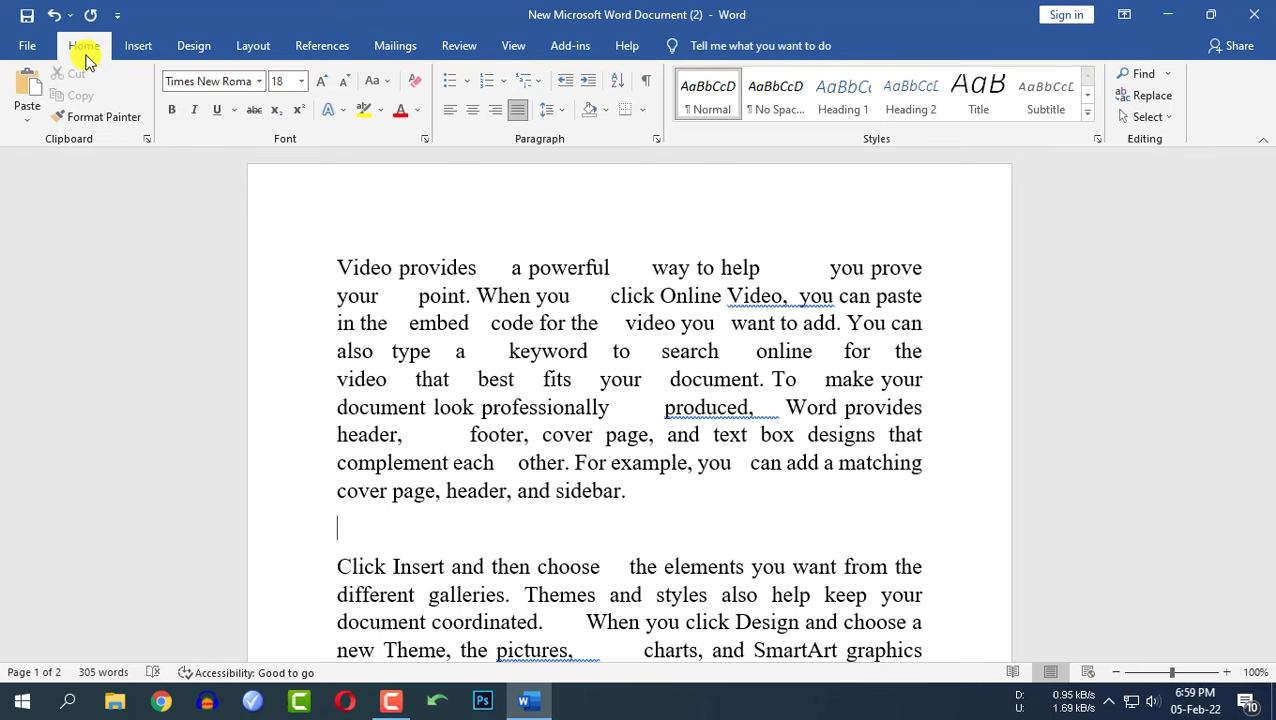 New Microsoft Word Document (2) - Word
Sign in
File
Home
Insert
Design
Layout
References
Mailings
Review
View
Add-ins
Help
Tell me what you want to do
Share
Paste
Cut
Copy
Format Painter
Clipboard
Times New Roma
18
Aa
B I U abc A A
Font
Paragraph
AaBbCcI AaBbCcI AaBbCcL AaBbCcL AaBbC AaBbCcL
¶ Normal ¶ No Spac... Heading 1 Heading 2 Title Subtitle
Styles
Find
Replace
Select
Editing
Video provides a powerful way to help you prove
your point. When you click Online Video, you can paste
in the embed code for the video you want to add. You can
also type a keyword to search online for the
video that best fits your document. To make your
document look professionally produced, Word provides
header, footer, cover page, and text box designs that
complement each other. For example, you can add a matching
cover page, header, and sidebar.
Click Insert and then choose the elements you want from the
different galleries. Themes and styles also help keep your
document coordinated. When you click Design and choose a
new Theme, the pictures, charts, and SmartArt graphics
Page 1 of 2 305 words Accessibility: Good to go 100%
Ps
D: 0.95 kB/s
U: 1.69 kB/s
6:59 PM
05-Feb-22
10